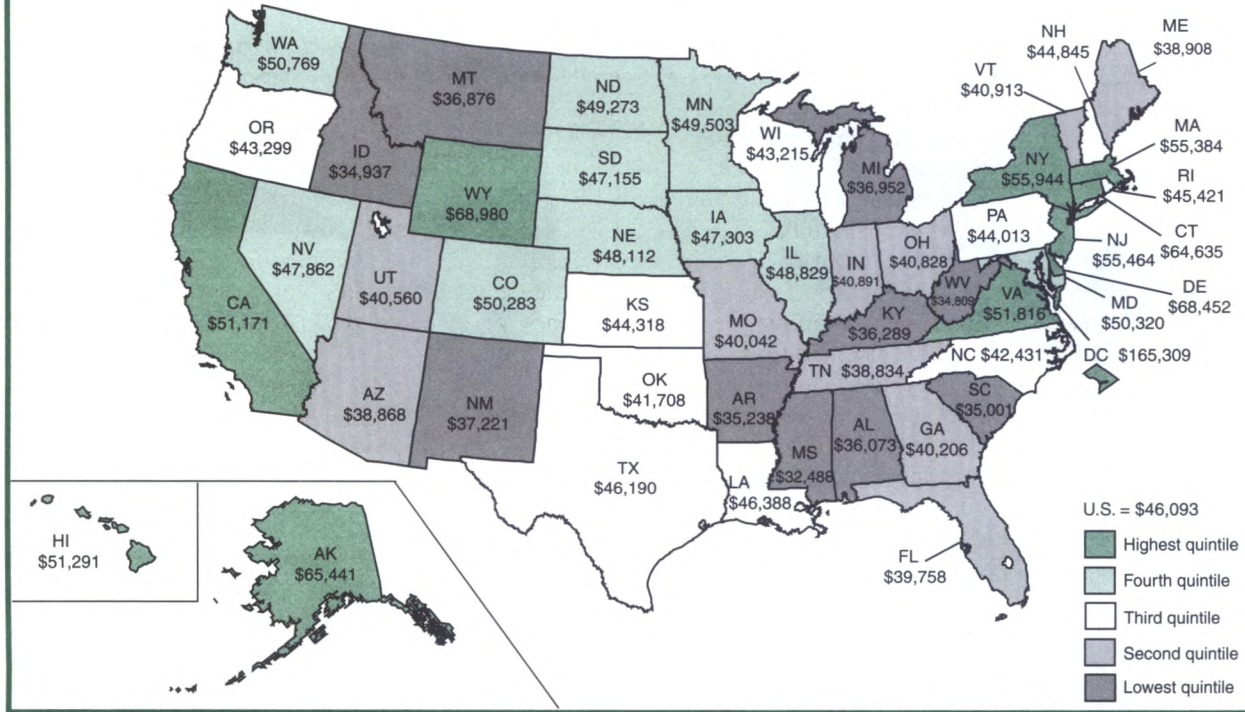 WA
$50,769
OR
$43,299
ID
$34,937
MT
$36,876
WY
$68,980
CA
$51,171
NV
$47,862
UT
$40,560
CO
$50,283
AZ
$38,868
NM
$37,221
ND
$49,273
SD
$47,155
NE
$48,112
KS
$44,318
OK
$41,708
TX
$46,190
MN
$49,503
IA
$47,303
MO
$40,042
AR
$35,238
LA
$46,388
WI
$43,215
IL
$48,829
MI
$36,952
IN
$40,891
OH
$40,828
KY
$36,289
TN $38,834
MS
$32,488
AL
$36,073
GA
$40,206
FL
$39,758
SC
$35,001
NC $42,431
VA
$51,816
WV
$34,809
PA
$44,013
NY
$55,944
VT
$40,913
NH
$44,845
ME
$38,908
MA
$55,384
RI
$45,421
CT
$64,635
NJ
$55,464
DE
$68,452
MD
$50,320
DC $165,309
HI
$51,291
AK
$65,441
U.S. = $46,093
Highest quintile
Fourth quintile
Third quintile
Second quintile
Lowest quintile